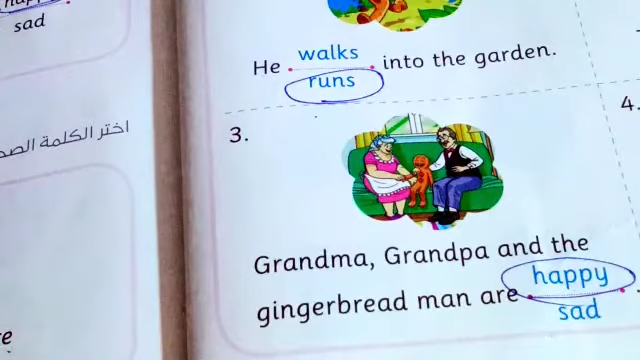 sad
اختر الكلمة
walks
He into the garden.
runs
3.
4.
Grandma, Grandpa and the
happy
gingerbread man are
sad